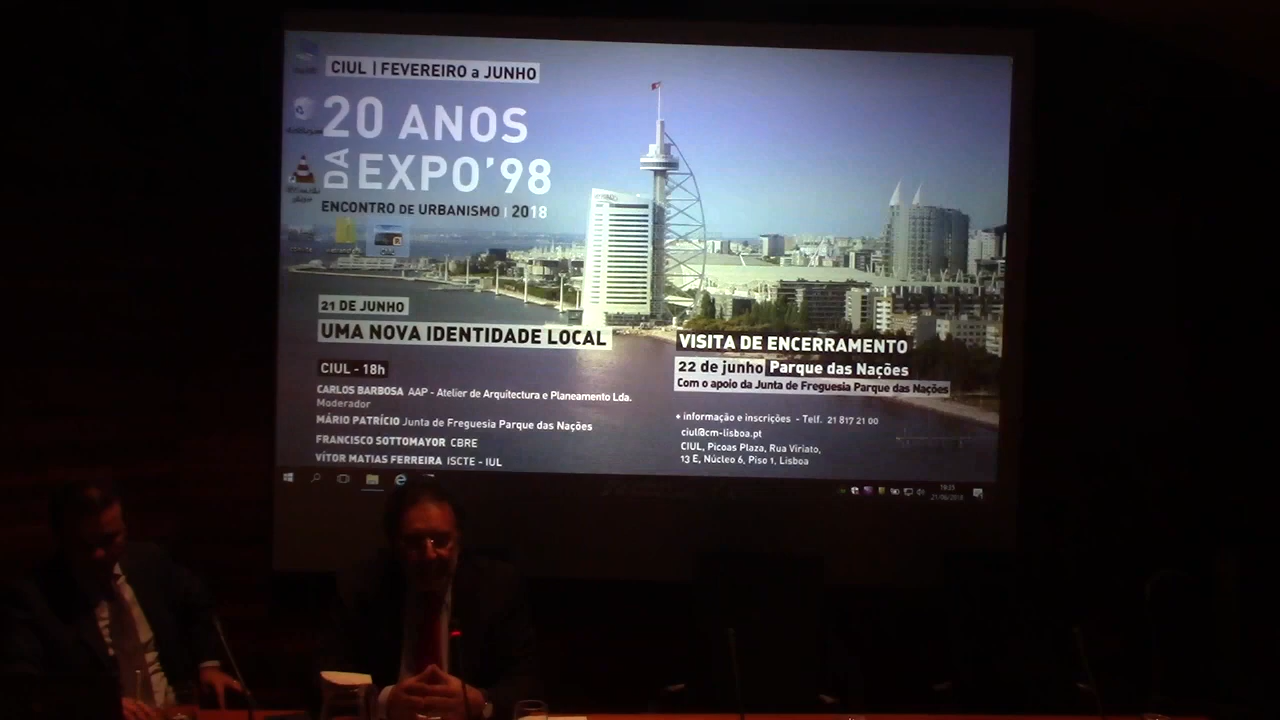 CIUL | FEVEREIRO a JUNHO
20 ANOS
DA EXPO'98
ENCONTRO DE URBANISMO | 2018
21 DE JUNHO
UMA NOVA IDENTIDADE LOCAL
CIUL - 18h
CARLOS BARBOSA AAP - Atelier de Arquitectura e Planeamento Lda.
Moderador
MÁRIO PATRÍCIO Junta de Freguesia Parque das Nações
FRANCISCO SOTTOMAYOR CBRE
VÍTOR MATIAS FERREIRA ISCTE - IUL
VISITA DE ENCERRAMENTO
22 de junho Parque das Nações
Com o apoio da Junta de Freguesia Parque das Nações
+ informação e inscrições - Telf. 21 817 21 00
ciul@cm-lisboa.pt
CIUL, Picoas Plaza, Rua Viriato,
13 E, Núcleo 6, Piso 1, Lisboa
21/06/2018